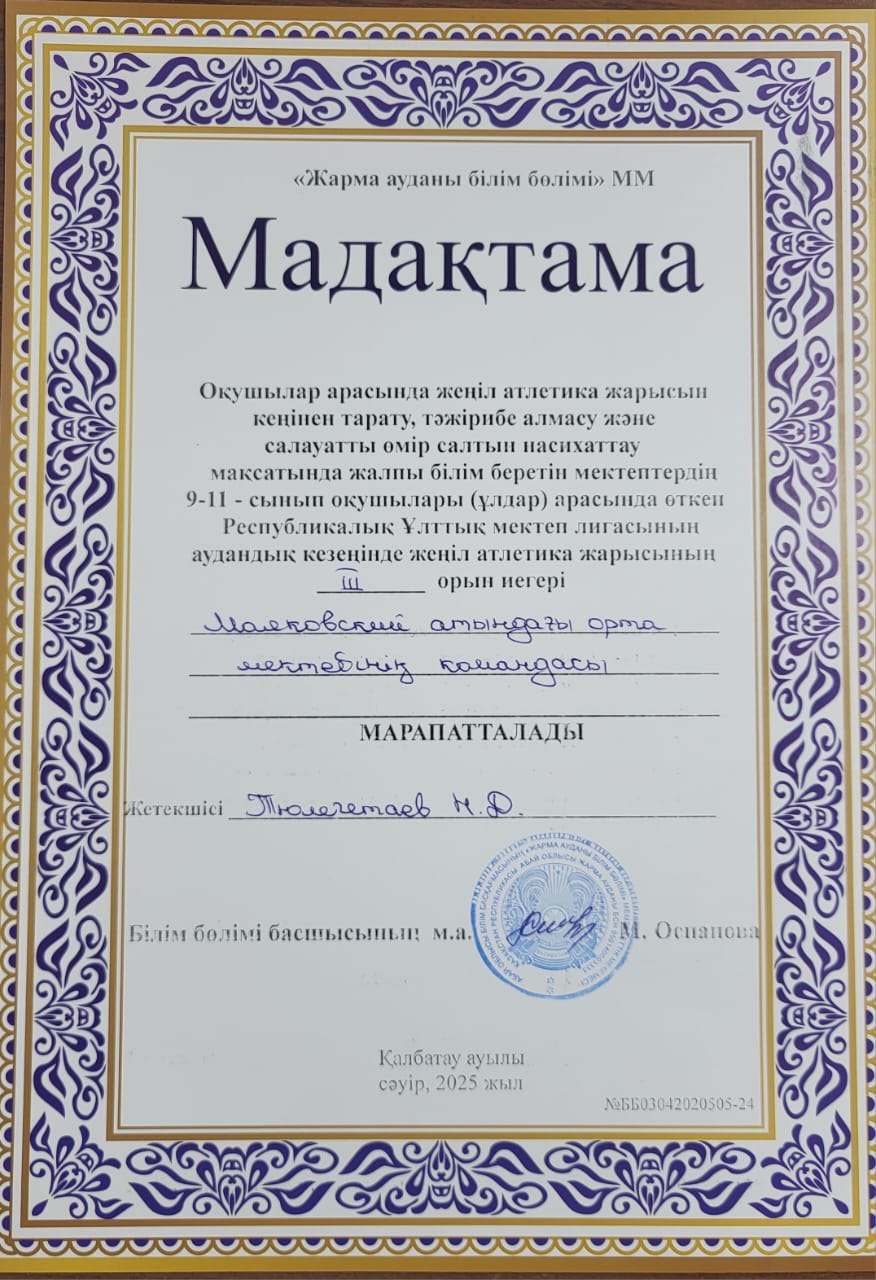 «Жарма ауданы білім бөлімі» ММ
Мадақтама
Оқушылар арасында жеңіл атлетика жарысын
кеңінен тарату, тәжірибе алмасу және
салауатты өмір салтын насихаттау
мақсатында жалпы білім беретін мектептердің
9-11 - сынып оқушылары (ұлдар) арасында өткен
Республикалық Ұлттық мектеп лигасының
аудандық кезеңінде жеңіл атлетика жарысының
III орын иегері
Маяковский атындағы орта
мектебінің командасы
МАРАПАТТАЛАДЫ
Жетекшісі Тюлегетаев Н.Д.
Білім бөлімі басшысының м.а. М. Оспанова
Қалбатау ауылы
сәуір, 2025 жыл
№ББ03042020505-24